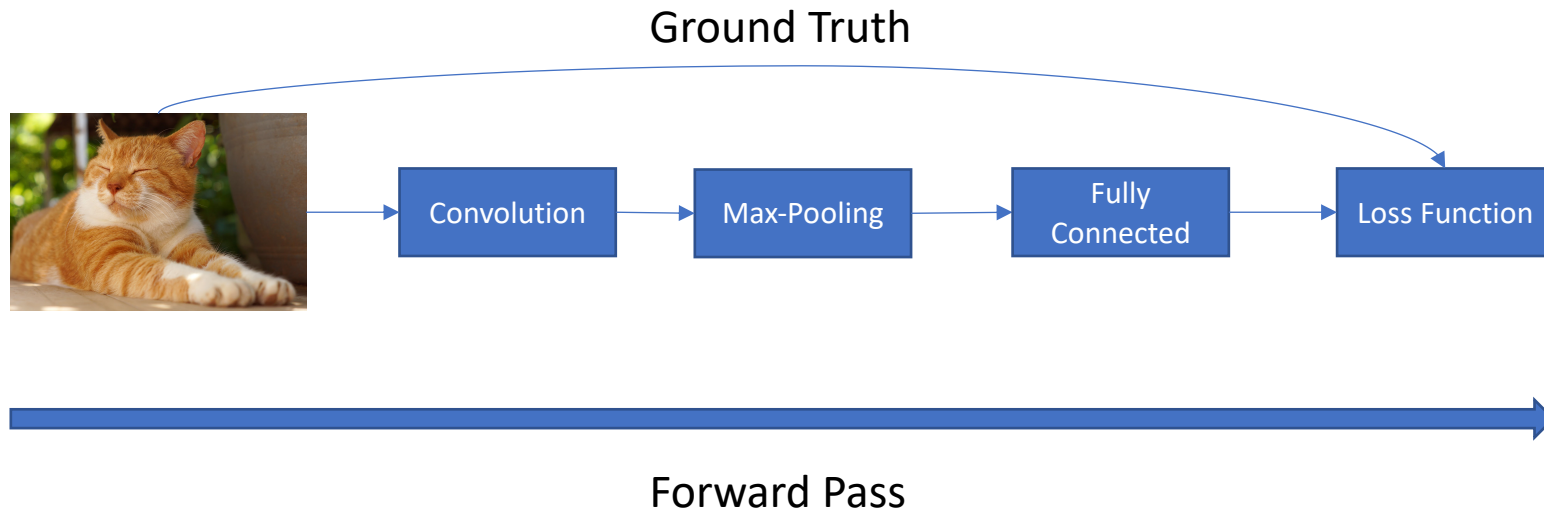 Ground Truth
Convolution
Max-Pooling
Fully
Connected
Loss Function
Forward Pass